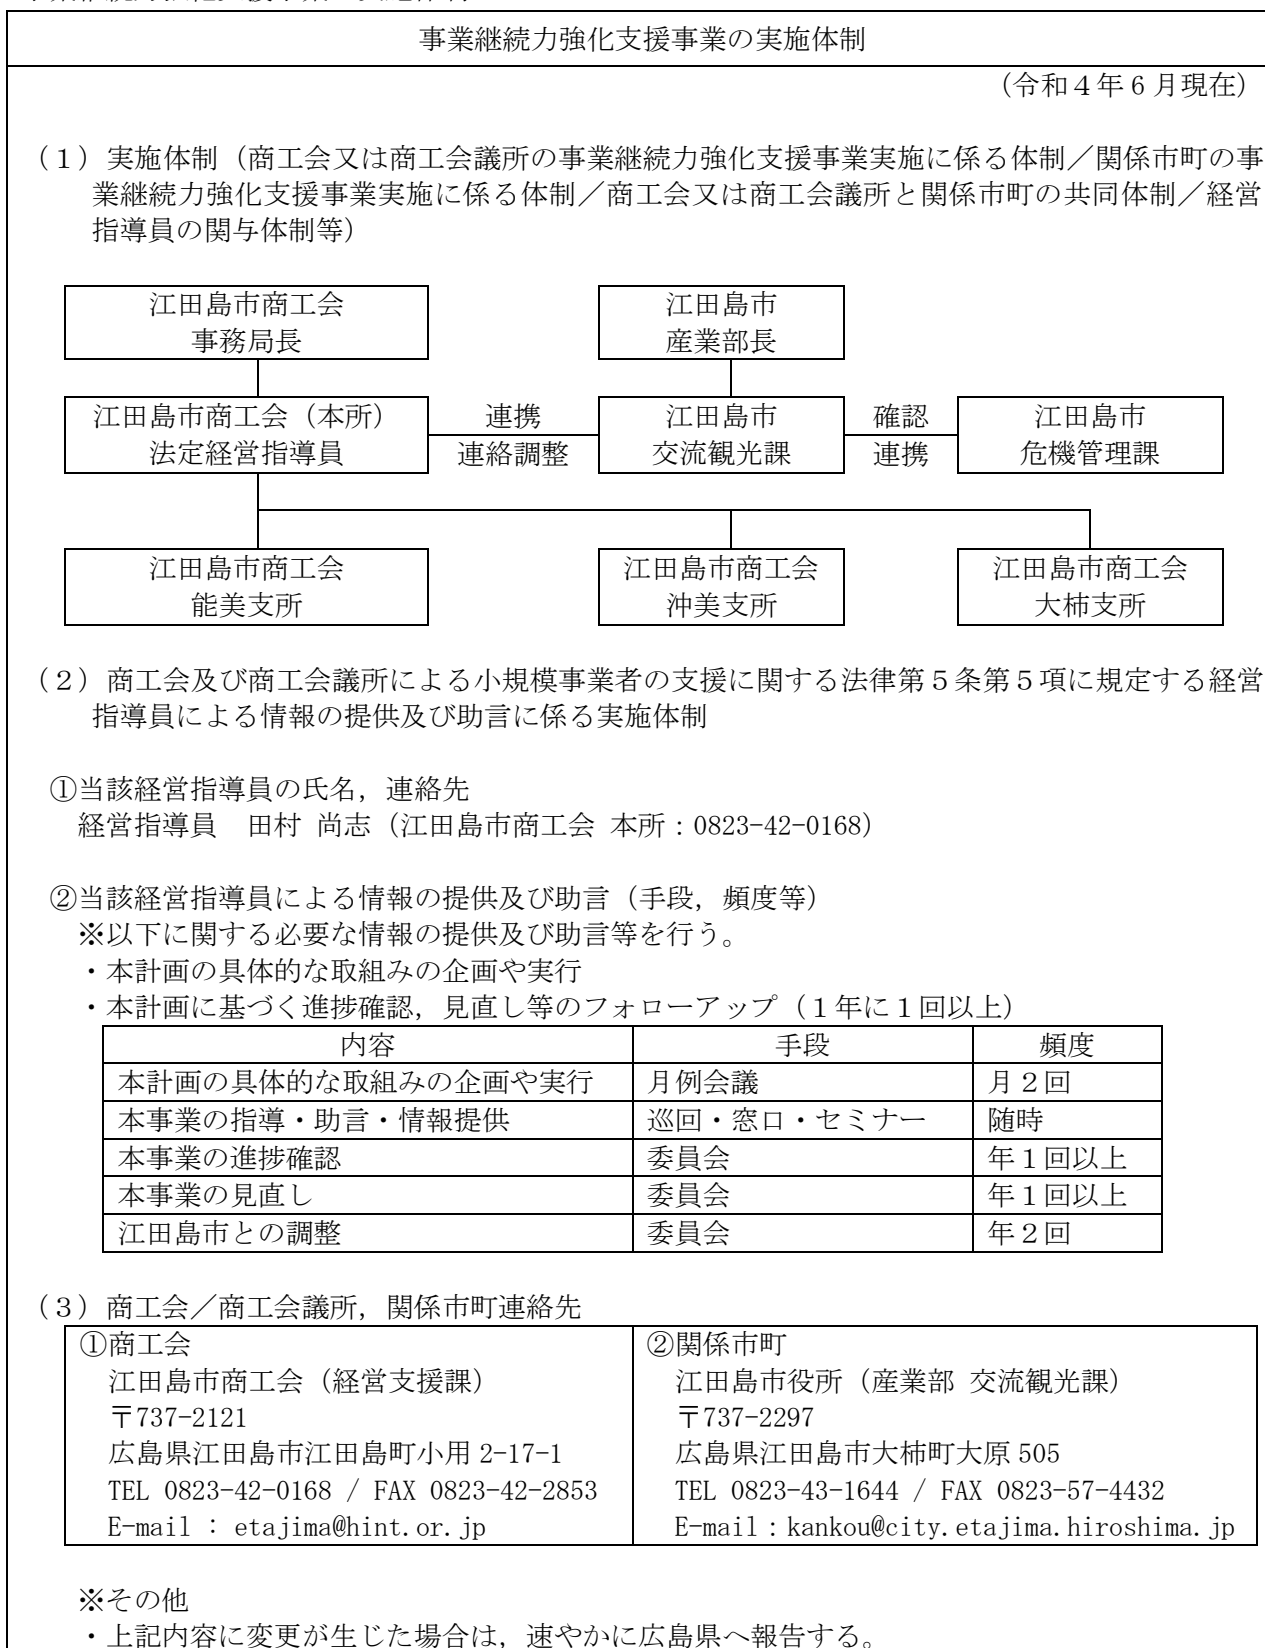 事業継続力強化支援事業の実施体制
（令和４年６月現在）
（１）実施体制（商工会又は商工会議所の事業継続力強化支援事業実施に係る体制／関係市町の事
業継続力強化支援事業実施に係る体制／商工会又は商工会議所と関係市町の共同体制／経営
指導員の関与体制等）
江田島市商工会
事務局長
江田島市
産業部長
江田島市商工会（本所）
法定経営指導員
連携
連絡調整
江田島市
交流観光課
確認
連携
江田島市
危機管理課
江田島市商工会
能美支所
江田島市商工会
沖美支所
江田島市商工会
大柿支所
（２）商工会及び商工会議所による小規模事業者の支援に関する法律第５条第５項に規定する経営
指導員による情報の提供及び助言に係る実施体制
①当該経営指導員の氏名，連絡先
経営指導員　田村 尚志（江田島市商工会 本所：0823-42-0168）
②当該経営指導員による情報の提供及び助言（手段，頻度等）
※以下に関する必要な情報の提供及び助言等を行う。
・本計画の具体的な取組みの企画や実行
・本計画に基づく進捗確認，見直し等のフォローアップ（１年に１回以上）
内容 手段 頻度
本計画の具体的な取組みの企画や実行 月例会議 月２回
本事業の指導・助言・情報提供 巡回・窓口・セミナー 随時
本事業の進捗確認 委員会 年１回以上
本事業の見直し 委員会 年１回以上
江田島市との調整 委員会 年２回
（３）商工会／商工会議所，関係市町連絡先
①商工会
江田島市商工会（経営支援課）
〒737-2121
広島県江田島市江田島町小用 2-17-1
TEL 0823-42-0168 / FAX 0823-42-2853
E-mail ： etajima@hint.or.jp
②関係市町
江田島市役所（産業部 交流観光課）
〒737-2297
広島県江田島市大柿町大原 505
TEL 0823-43-1644 / FAX 0823-57-4432
E-mail：kankou@city.etajima.hiroshima.jp
※その他
・上記内容に変更が生じた場合は，速やかに広島県へ報告する。